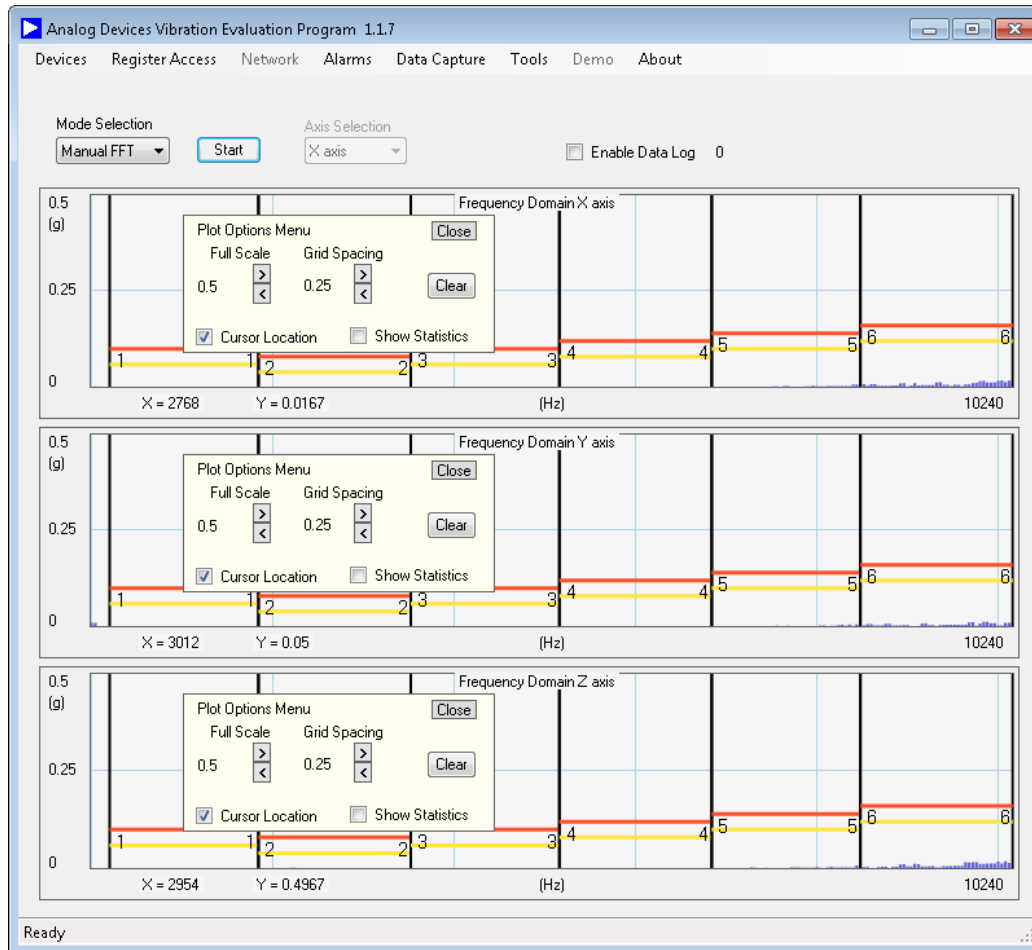 Analog Devices Vibration Evaluation Program 1.1.7
Devices Register Access Network Alarms Data Capture Tools Demo About
Mode Selection Axis Selection
Manual FFT Start X axis Enable Data Log 0
0.5 Frequency Domain X axis
(g) Plot Options Menu Close
Full Scale Grid Spacing
>
>
0.5 0.25 Clear
0.25
<
<
Cursor Location Show Statistics
1 1 2 2 3 3 4 4 5 5 6 6
0
X = 2768 Y = 0.0167 (Hz) 10240
0.5 Frequency Domain Y axis
(g) Plot Options Menu Close
Full Scale Grid Spacing
>
>
0.5 0.25 Clear
0.25
<
<
Cursor Location Show Statistics
1 1 2 2 3 3 4 4 5 5 6 6
0
X = 3012 Y = 0.05 (Hz) 10240
0.5 Frequency Domain Z axis
(g) Plot Options Menu Close
Full Scale Grid Spacing
>
>
0.5 0.25 Clear
0.25
<
<
Cursor Location Show Statistics
1 1 2 2 3 3 4 4 5 5 6 6
0
X = 2954 Y = 0.4967 (Hz) 10240
Ready